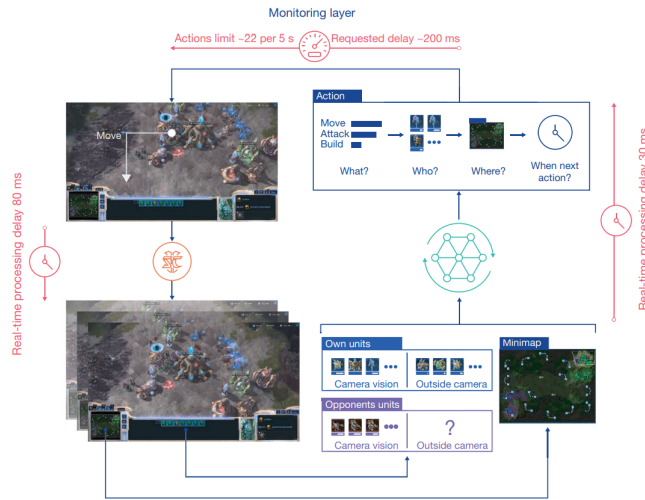 Monitoring layer
Actions limit ~22 per 5 s
Requested delay ~200 ms
Real-time processing delay 80 ms
Move
Action
Move
Attack
Build
What?
Who?
Where?
When next
action?
Real-time processing delay 30 ms
Own units
Camera vision
Outside camera
Opponents units
?
Camera vision
Outside camera
Minimap